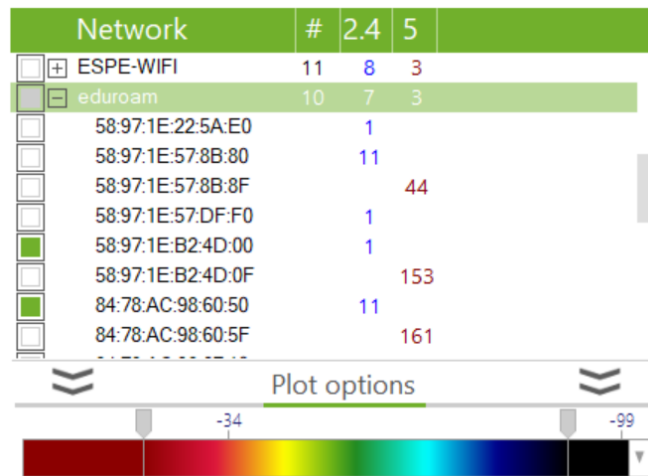 Network # 2.4 5
ESPE-WIFI 11 8 3
eduroam 10 7 3
58:97:1E:22:5A:E0 1
58:97:1E:57:8B:80 11
58:97:1E:57:8B:8F 44
58:97:1E:57:DF:F0 1
58:97:1E:B2:4D:00 1
58:97:1E:B2:4D:0F 153
84:78:AC:98:60:50 11
84:78:AC:98:60:5F 161
Plot options
-34 -99